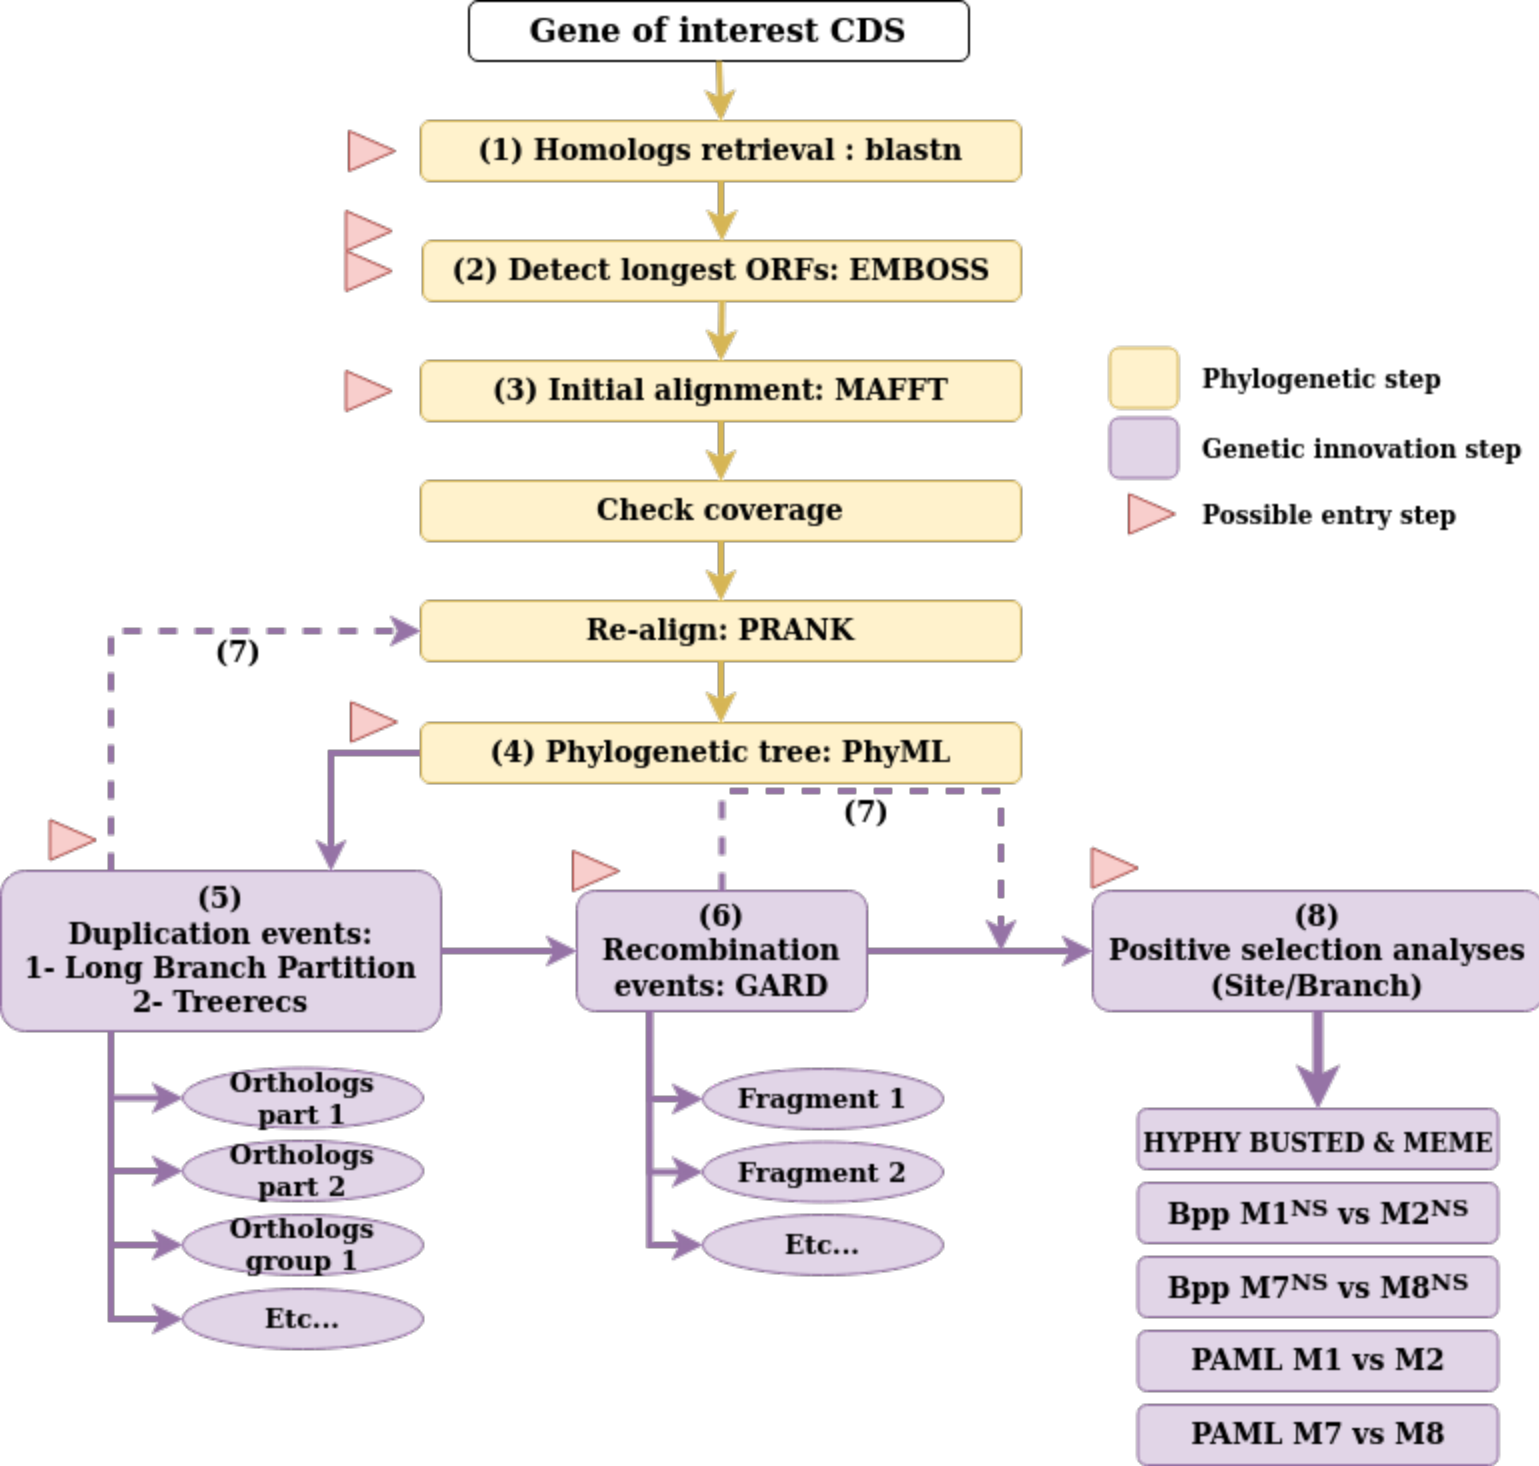 Gene of interest CDS
(1) Homologs retrieval : blastn
(2) Detect longest ORFs: EMBOSS
(3) Initial alignment: MAFFT
Check coverage
Re-align: PRANK
(7)
(4) Phylogenetic tree: PhyML
(7)
Phylogenetic step
Genetic innovation step
Possible entry step
(5)
Duplication events:
1- Long Branch Partition
2- Treerecs
Orthologs
part 1
Orthologs
part 2
Orthologs
group 1
Etc...
(6)
Recombination
events: GARD
Fragment 1
Fragment 2
Etc...
(8)
Positive selection analyses
(Site/Branch)
HYPHY BUSTED & MEME
Bpp M1NS vs M2NS
Bpp M7NS vs M8NS
PAML M1 vs M2
PAML M7 vs M8